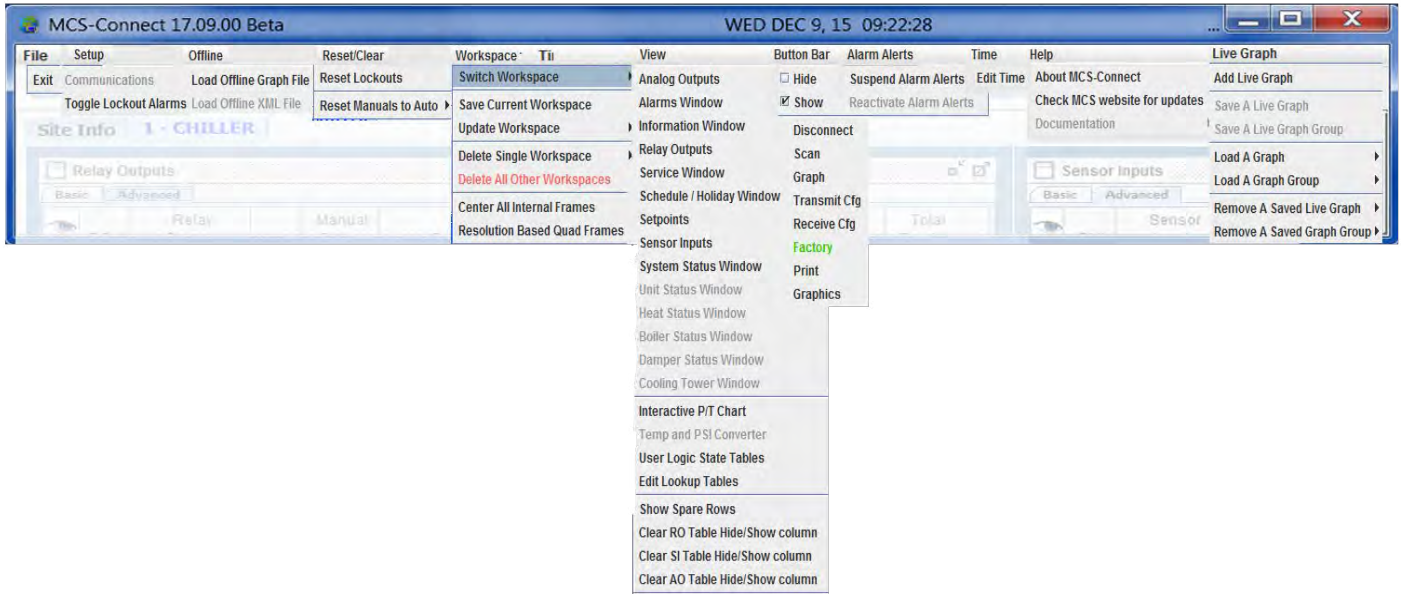 MCS-Connect 17.09.00 Beta WED DEC 9, 15 09:22:28 ...
File Setup Offline Reset/Clear Workspace Ti View Button Bar Alarm Alerts Time Help Live Graph
Exit
Communications
Toggle Lockout Alarms
Load Offline Graph File
Load Offline XML File
Reset Lockouts
Reset Manuals to Auto
Switch Workspace
Save Current Workspace
Update Workspace
Delete Single Workspace
Delete All Other Workspaces
Center All Internal Frames
Resolution Based Quad Frames
Analog Outputs
Alarms Window
Information Window
Relay Outputs
Service Window
Schedule / Holiday Window
Setpoints
Sensor Inputs
System Status Window
Unit Status Window
Heat Status Window
Boiler Status Window
Damper Status Window
Cooling Tower Window
Interactive P/T Chart
Temp and PSI Converter
User Logic State Tables
Edit Lookup Tables
Show Spare Rows
Clear RO Table Hide/Show column
Clear SI Table Hide/Show column
Clear AO Table Hide/Show column
Hide
Show
Disconnect
Scan
Graph
Transmit Cfg
Receive Cfg
Factory
Print
Graphics
Suspend Alarm Alerts
Reactivate Alarm Alerts
Edit Time
About MCS-Connect
Check MCS website for updates
Documentation
Add Live Graph
Save A Live Graph
Save A Live Graph Group
Load A Graph
Load A Graph Group
Remove A Saved Live Graph
Remove A Saved Graph Group
Site Info 1 - CHILLER
Relay Outputs
Basic Advanced
Relay Manual Total
Sensor Inputs
Basic Advanced
Sensor